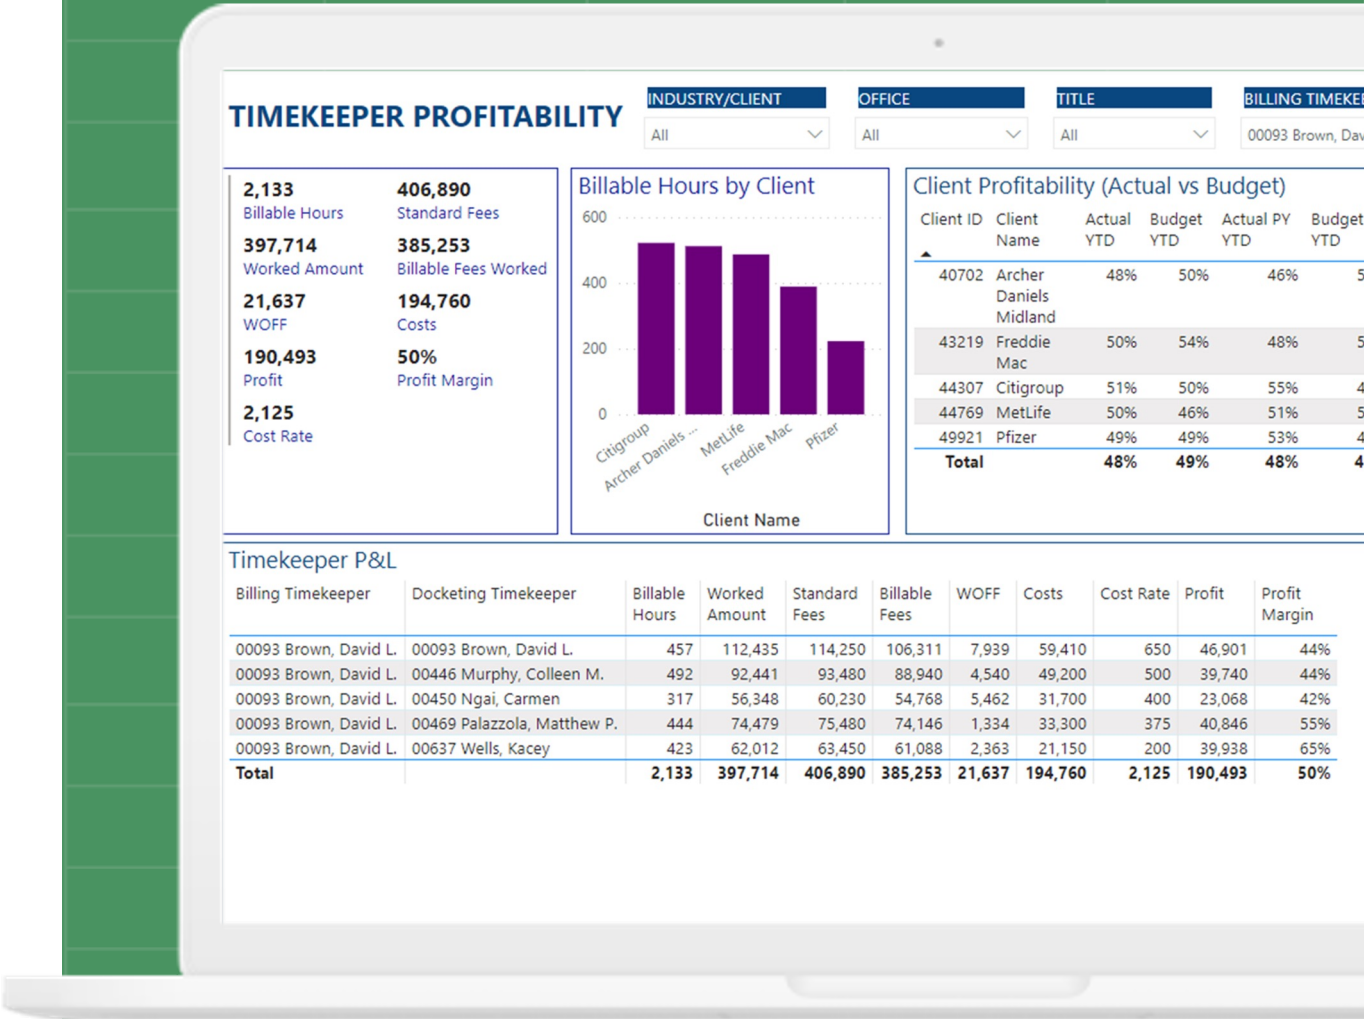 TIMEKEEPER PROFITABILITY
INDUSTRY/CLIENT
All
OFFICE
All
TITLE
All
BILLING
00093 Brown,
2,133
Billable Hours
406,890
Standard Fees
397,714
Worked Amount
385,253
Billable Fees Worked
21,637
WOFF
194,760
Costs
190,493
Profit
50%
Profit Margin
2,125
Cost Rate
Billable Hours by Client
600
400
200
0
Citigroup
Archer Daniels ...
MetLife
Freddie Mac
Pfizer
Client Name
Client Profitability (Actual vs Budget)
Client ID Client Actual Budget Actual PY Budget
Name YTD YTD YTD YTD
40702 Archer 48% 50% 46%
Daniels
Midland
43219 Freddie 50% 54% 48%
Mac
44307 Citigroup 51% 50% 55%
44769 MetLife 50% 46% 51%
49921 Pfizer 49% 49% 53%
Total 48% 49% 48%
Timekeeper P&L
Billing Timekeeper Docketing Timekeeper Billable Worked Standard Billable WOFF Costs Cost Rate Profit Profit
Hours Amount Fees Fees Margin
00093 Brown, David L. 00093 Brown, David L. 457 112,435 114,250 106,311 7,939 59,410 650 46,901 44%
00093 Brown, David L. 00446 Murphy, Colleen M. 492 92,441 93,480 88,940 4,540 49,200 500 39,740 44%
00093 Brown, David L. 00450 Ngai, Carmen 317 56,348 60,230 54,768 5,462 31,700 400 23,068 42%
00093 Brown, David L. 00469 Palazzola, Matthew P. 444 74,479 75,480 74,146 1,334 33,300 375 40,846 55%
00093 Brown, David L. 00637 Wells, Kacey 423 62,012 63,450 61,088 2,363 21,150 200 39,938 65%
Total 2,133 397,714 406,890 385,253 21,637 194,760 2,125 190,493 50%